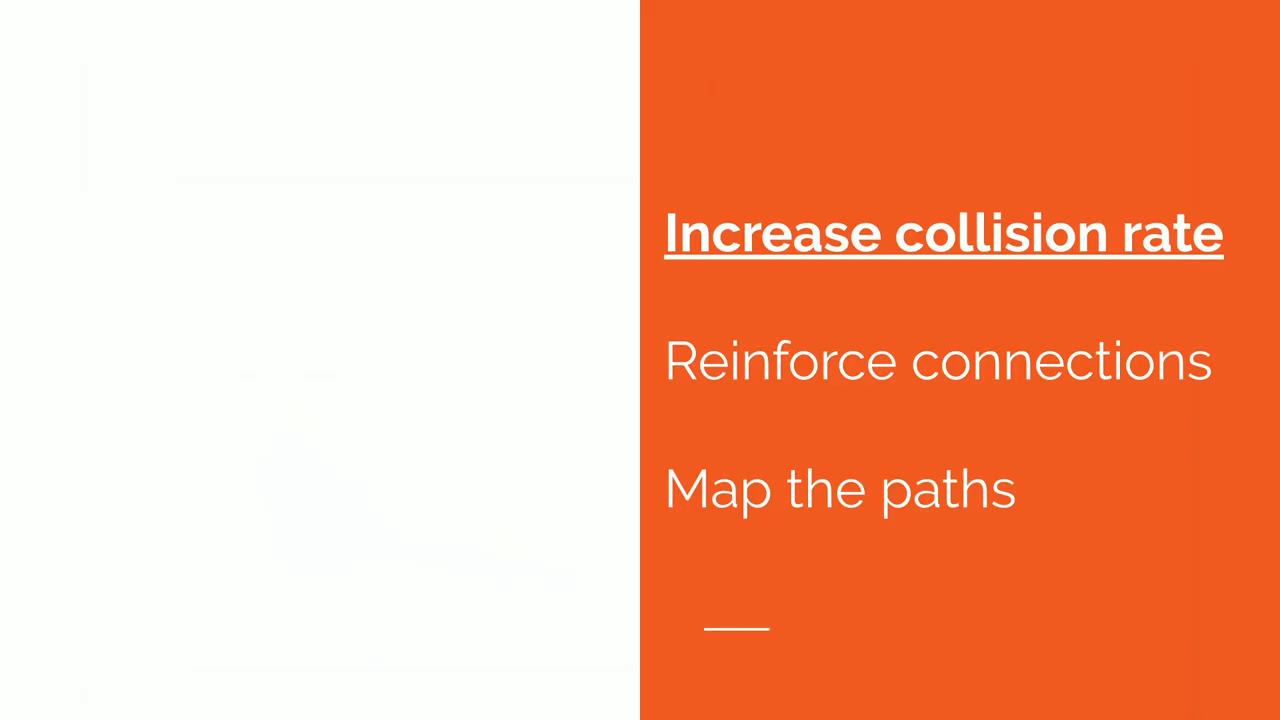 Increase collision rate
Reinforce connections
Map the paths